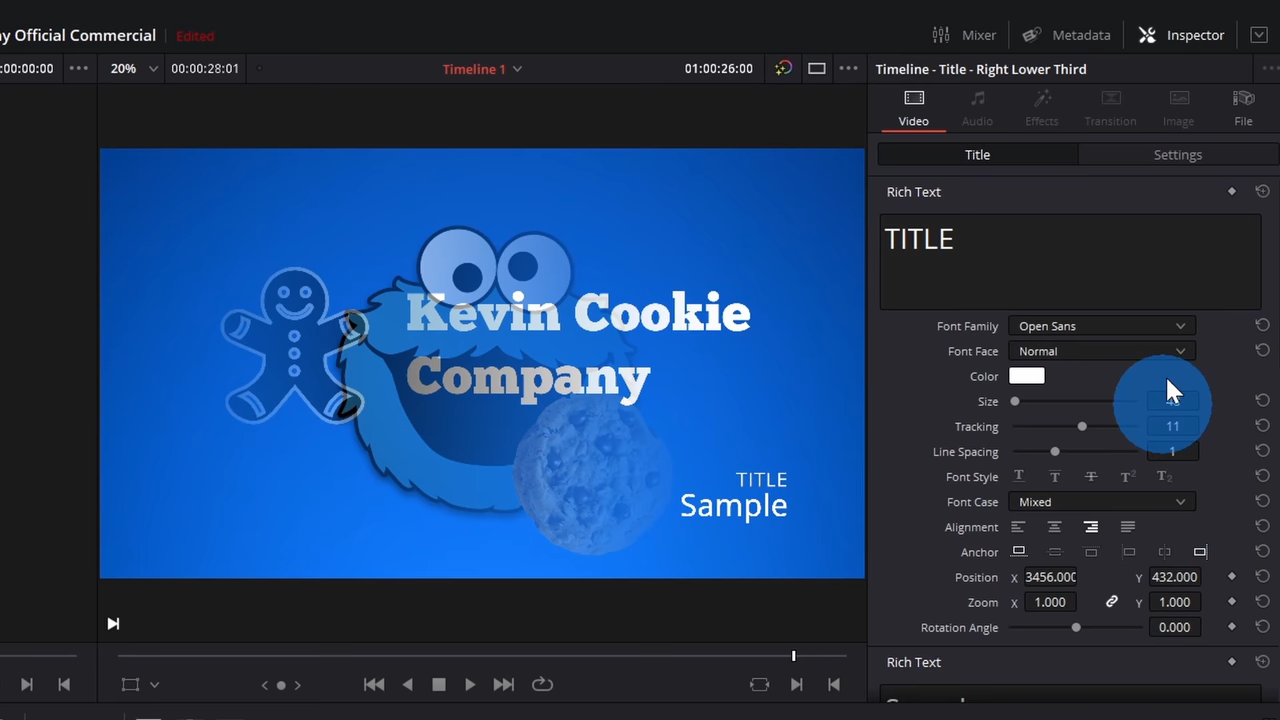 y Official Commercial Edited Mixer Metadata Inspector
:00:00:00 20% 00:00:28:01 Timeline 1 01:00:26:00 Timeline - Title - Right Lower Third
Video Audio Effects Transition Image File
Title Settings
Rich Text
TITLE
Kevin Cookie
Company
TITLE
Sample
Font Family Open Sans
Font Face Normal
Color
Size
Tracking 11
Line Spacing 1
Font Style T T T T² T₂
Font Case Mixed
Alignment
Anchor
Position X 3456.000 Y 432.000
Zoom X 1.000 Y 1.000
Rotation Angle 0.000
Rich Text